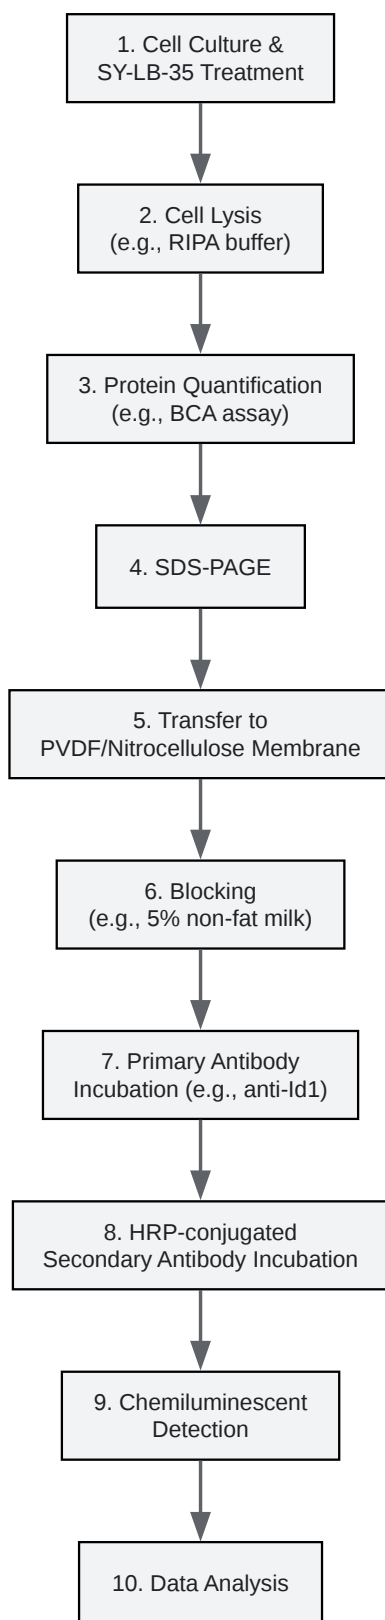 1. Cell Culture &
SY-LB-35 Treatment
2. Cell Lysis
(e.g., RIPA buffer)
3. Protein Quantification
(e.g., BCA assay)
4. SDS-PAGE
5. Transfer to
PVDF/Nitrocellulose Membrane
6. Blocking
(e.g., 5% non-fat milk)
7. Primary Antibody
Incubation (e.g., anti-Id1)
8. HRP-conjugated
Secondary Antibody Incubation
9. Chemiluminescent
Detection
10. Data Analysis